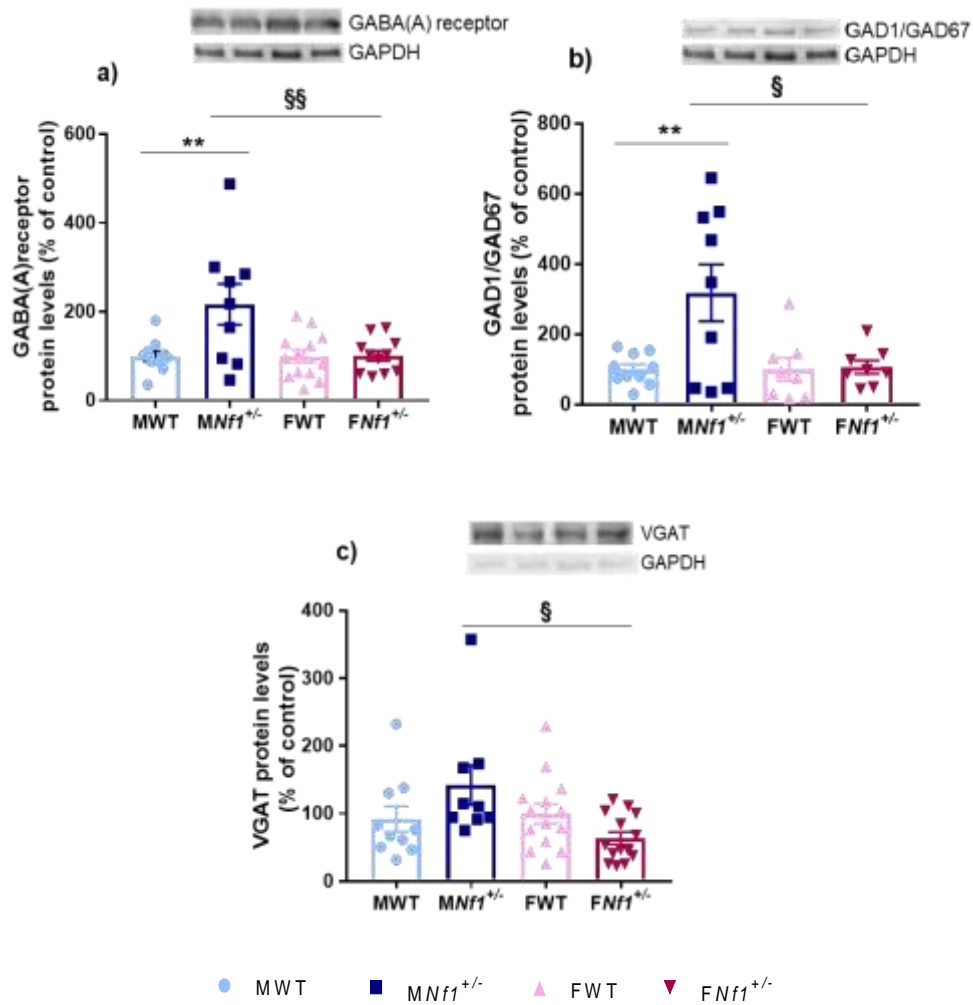 GABA(A) receptor
GAPDH
a)
§§
**
GABA(A)receptor
protein levels (% of control)
600
400
200
0
MWT MNf1+/- FWT FNf1+/-
GAD1/GAD67
GAPDH
b)
§
**
GAD1/GAD67
protein levels (% of control)
800
600
400
200
0
MWT MNf1+/- FWT FNf1+/-
VGAT
GAPDH
c)
§
VGAT protein levels
(% of control)
400
300
200
100
0
MWT MNf1+/- FWT FNf1+/-
MWT MNf1+/- FWT FNf1+/-